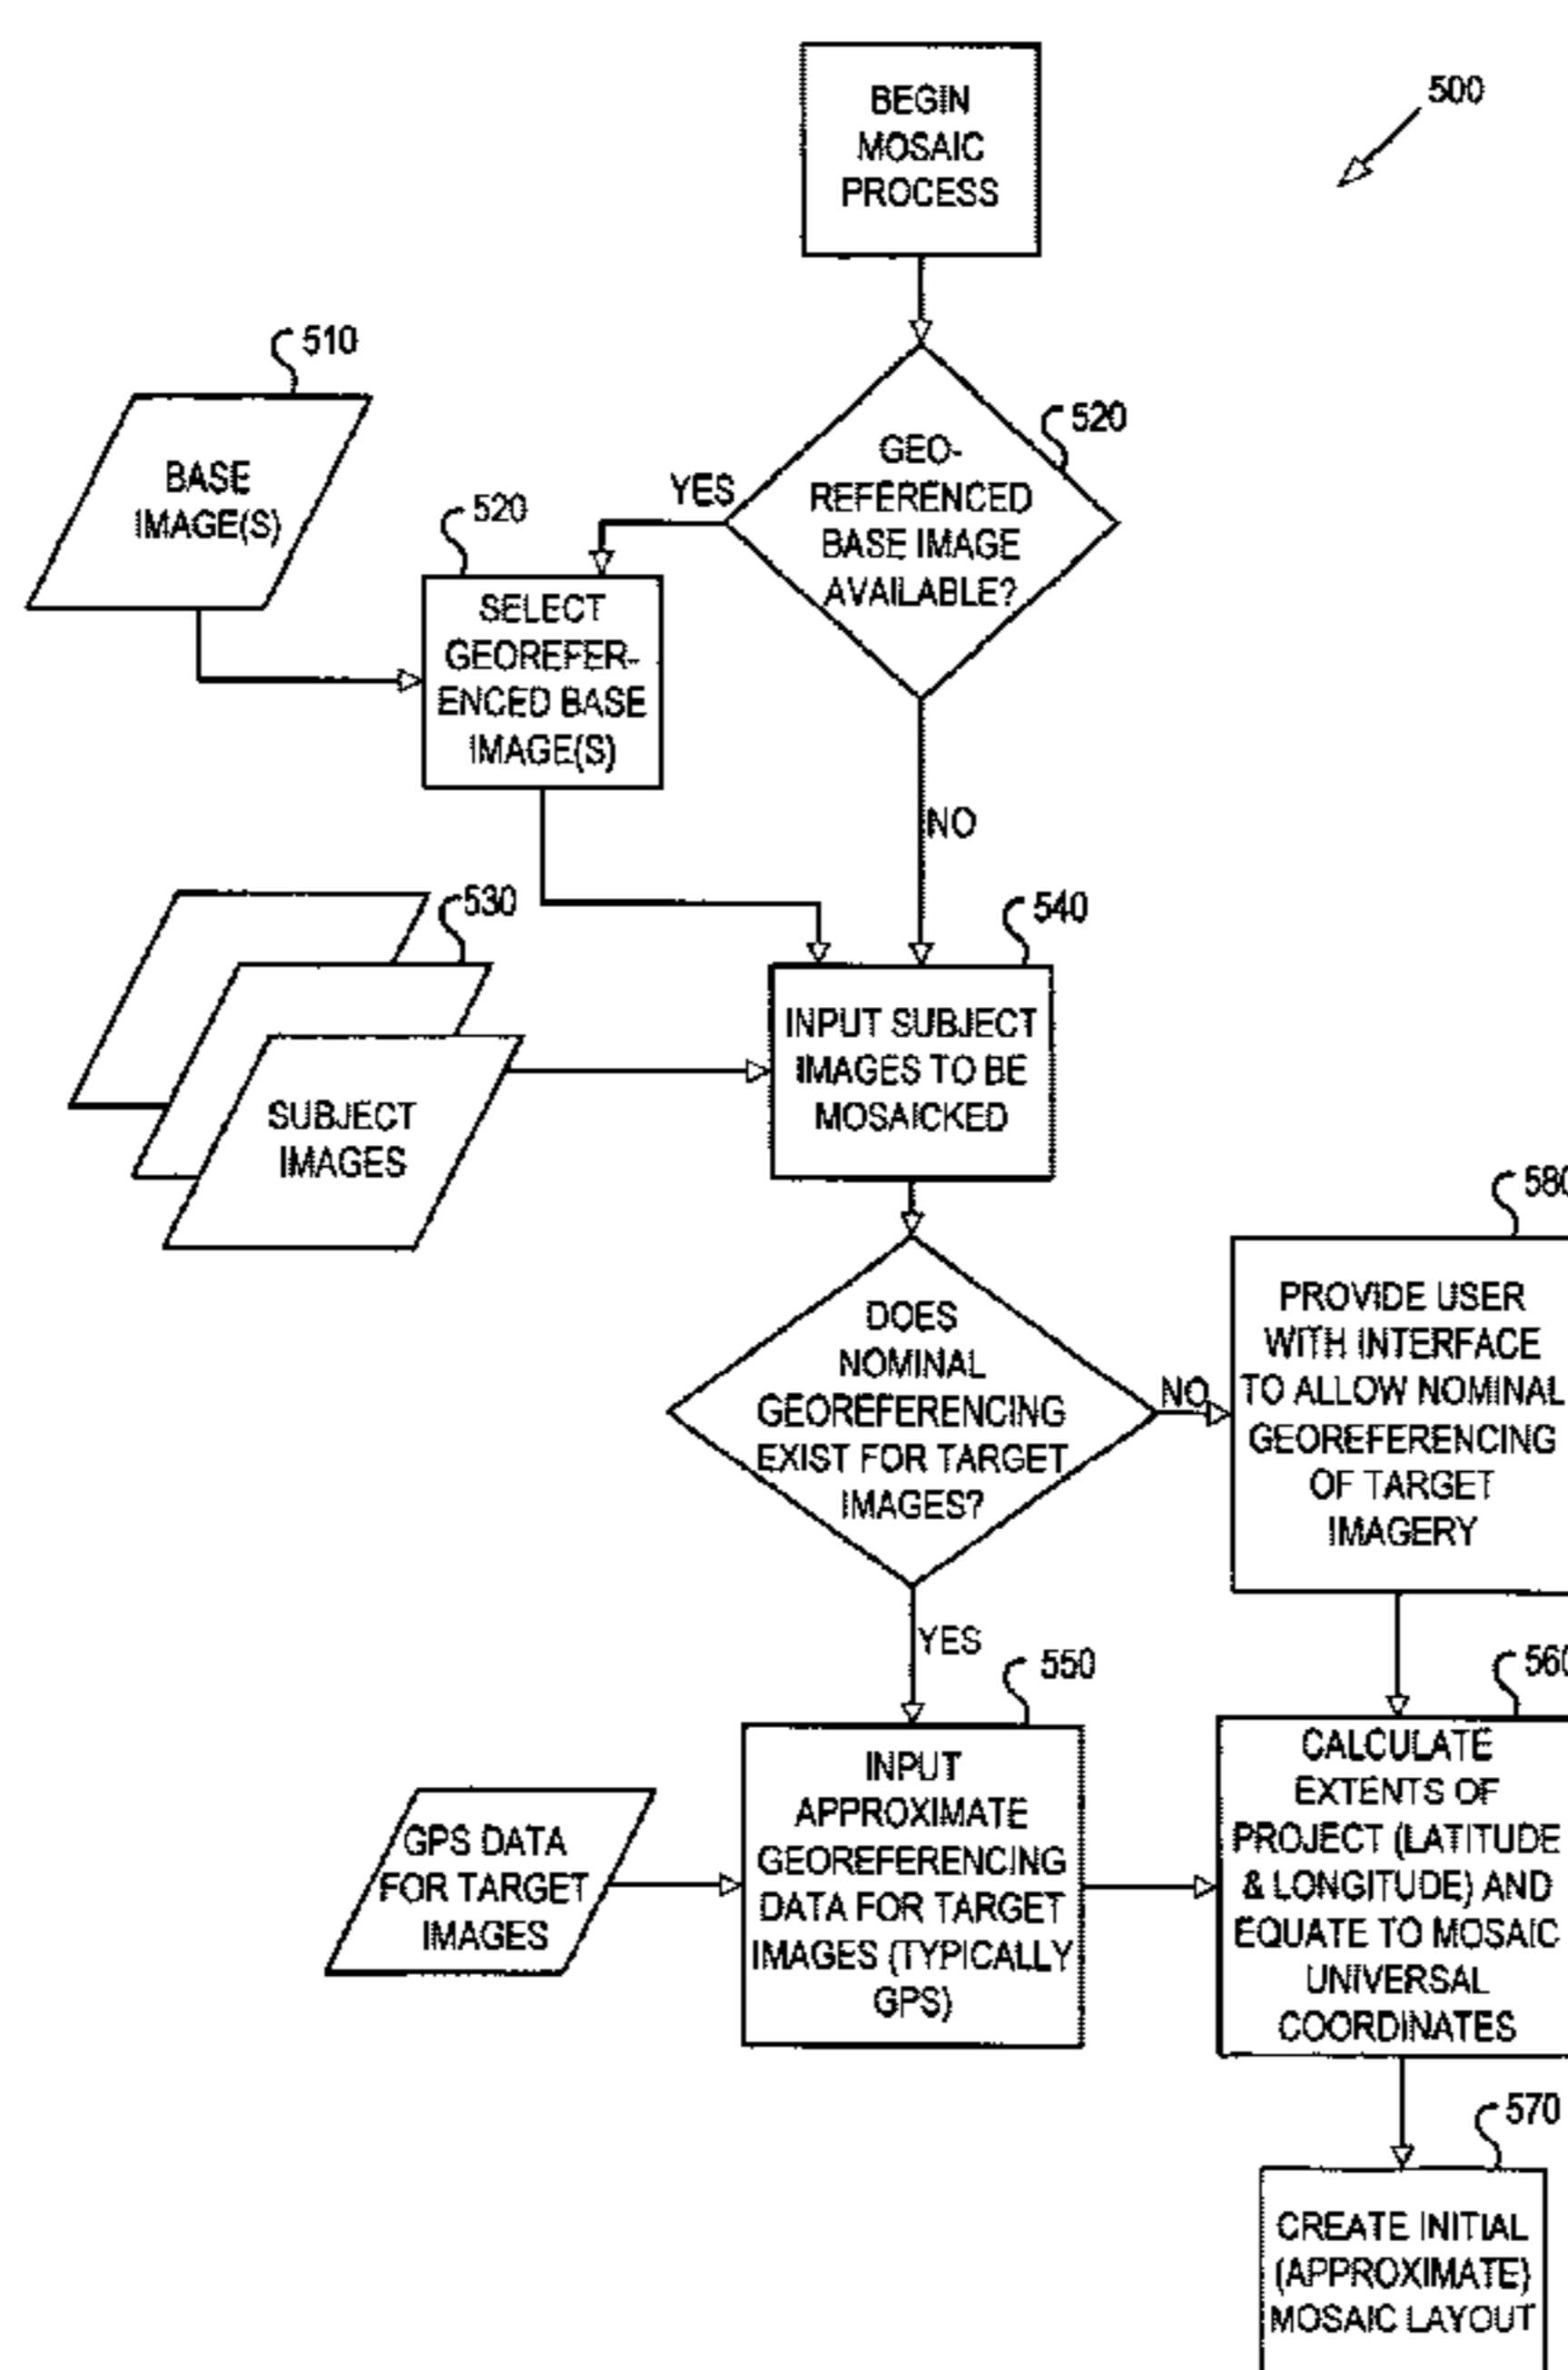 BEGIN
MOSAIC
PROCESS
500
510
BASE
IMAGE(S)
520
GEO-
REFERENCED
BASE IMAGE
AVAILABLE?
YES
520
SELECT
GEOREFER-
ENCED BASE
IMAGE(S)
NO
530
SUBJECT
IMAGES
540
INPUT SUBJECT
IMAGES TO BE
MOSAICKED
DOES
NOMINAL
GEOREFERENCING
EXIST FOR TARGET
IMAGES?
NO
580
PROVIDE USER
WITH INTERFACE
TO ALLOW NOMINAL
GEOREFERENCING
OF TARGET
IMAGERY
YES
550
GPS DATA
FOR TARGET
IMAGES
INPUT
APPROXIMATE
GEOREFERENCING
DATA FOR TARGET
IMAGES (TYPICALLY
GPS)
560
CALCULATE
EXTENTS OF
PROJECT (LATITUDE
& LONGITUDE) AND
EQUATE TO MOSAIC
UNIVERSAL
COORDINATES
570
CREATE INITIAL
(APPROXIMATE)
MOSAIC LAYOUT